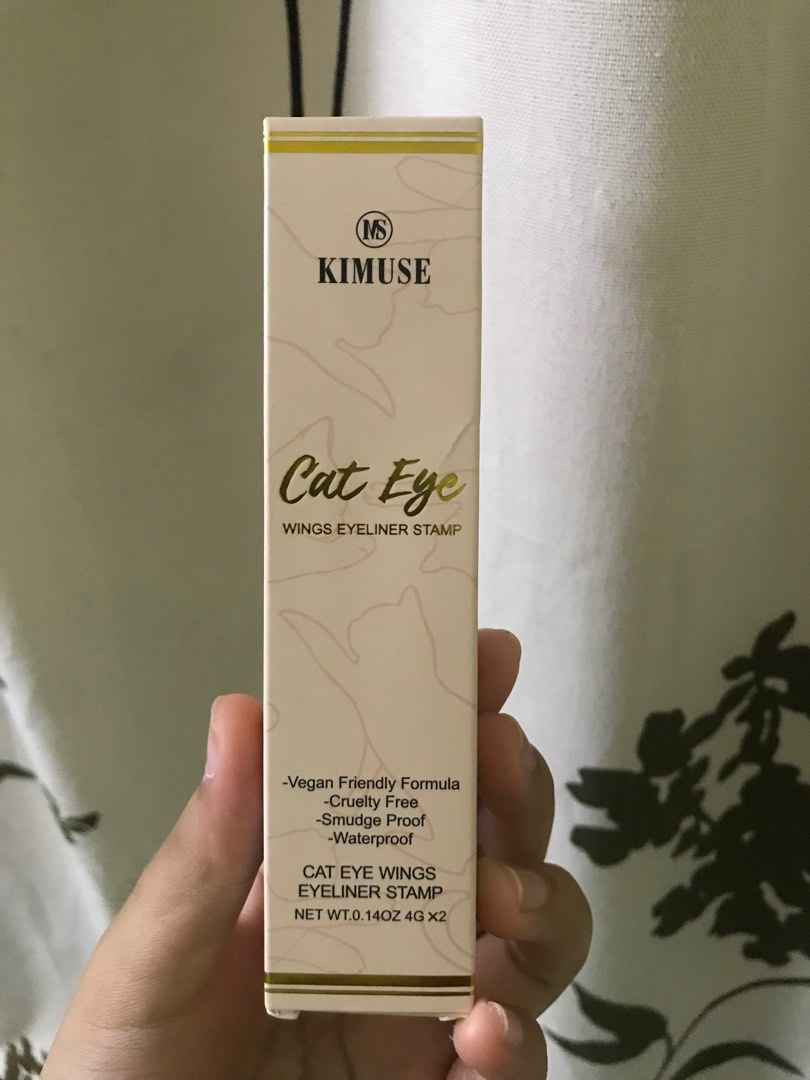 MS
KIMUSE
Cat Eye
WINGS EYELINER STAMP
-Vegan Friendly Formula
-Cruelty Free
-Smudge Proof
-Waterproof
CAT EYE WINGS
EYELINER STAMP
NET WT.0.14OZ 4G ×2